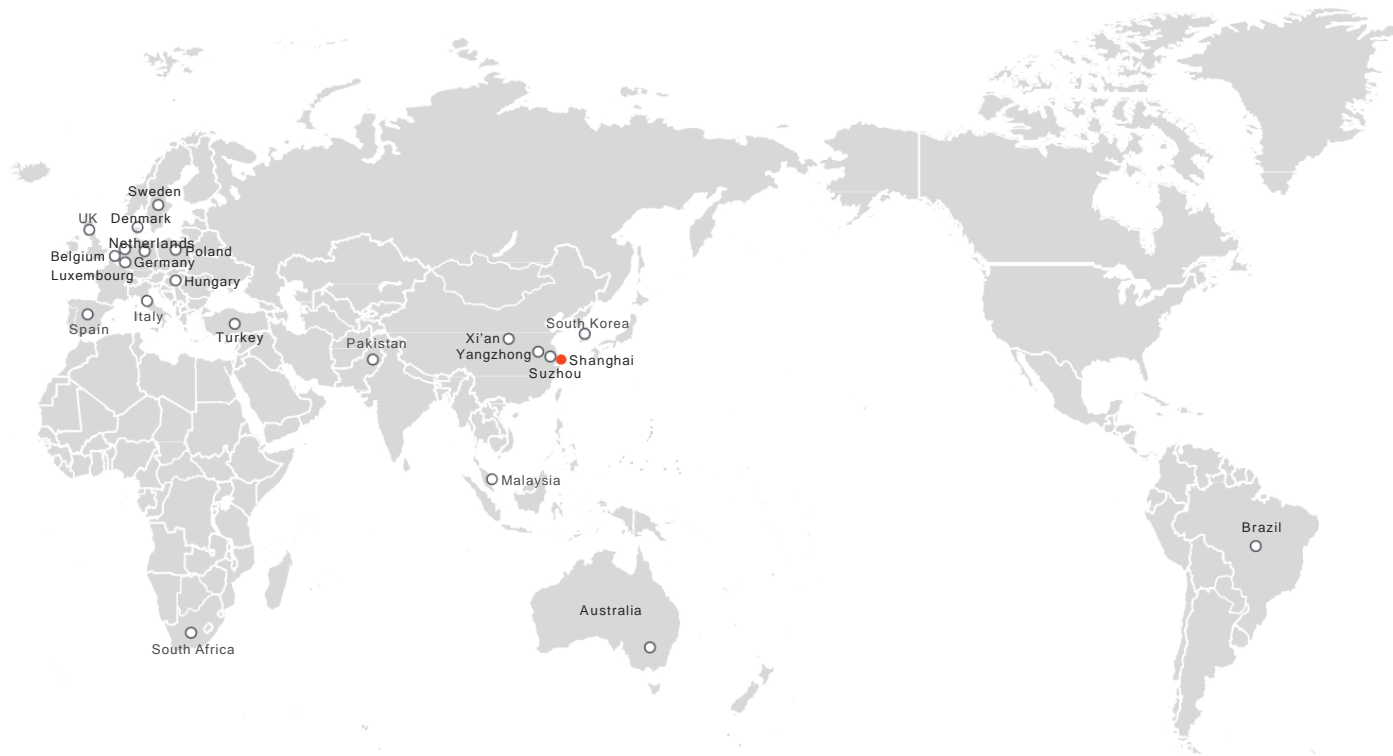 Sweden
UK
Denmark
Netherlands
Belgium
Poland
Germany
Luxembourg
Hungary
Italy
Spain
Turkey
South Korea
Xi'an
Pakistan
Yangzhong
Shanghai
Suzhou
Malaysia
Brazil
Australia
South Africa